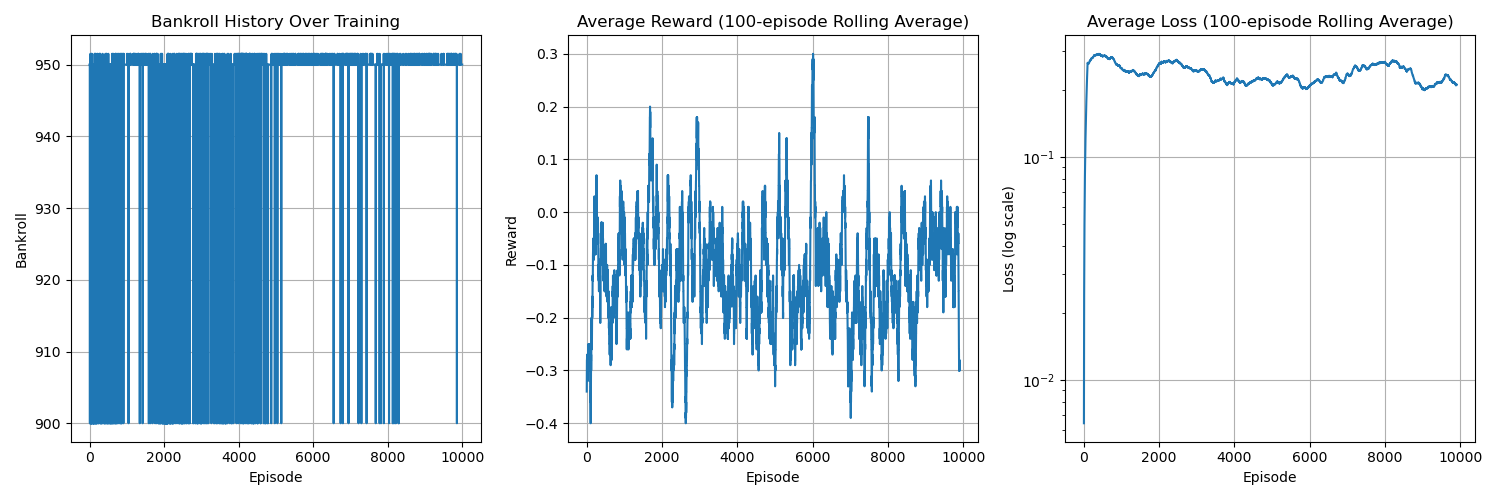 Bankroll History Over Training
Bankroll
950
940
930
920
910
900
0 2000 4000 6000 8000 10000
Episode
Average Reward (100-episode Rolling Average)
Reward
0.3
0.2
0.1
0.0
−0.1
−0.2
−0.3
−0.4
0 2000 4000 6000 8000 10000
Episode
Average Loss (100-episode Rolling Average)
Loss (log scale)
10⁻¹
10⁻²
0 2000 4000 6000 8000 10000
Episode